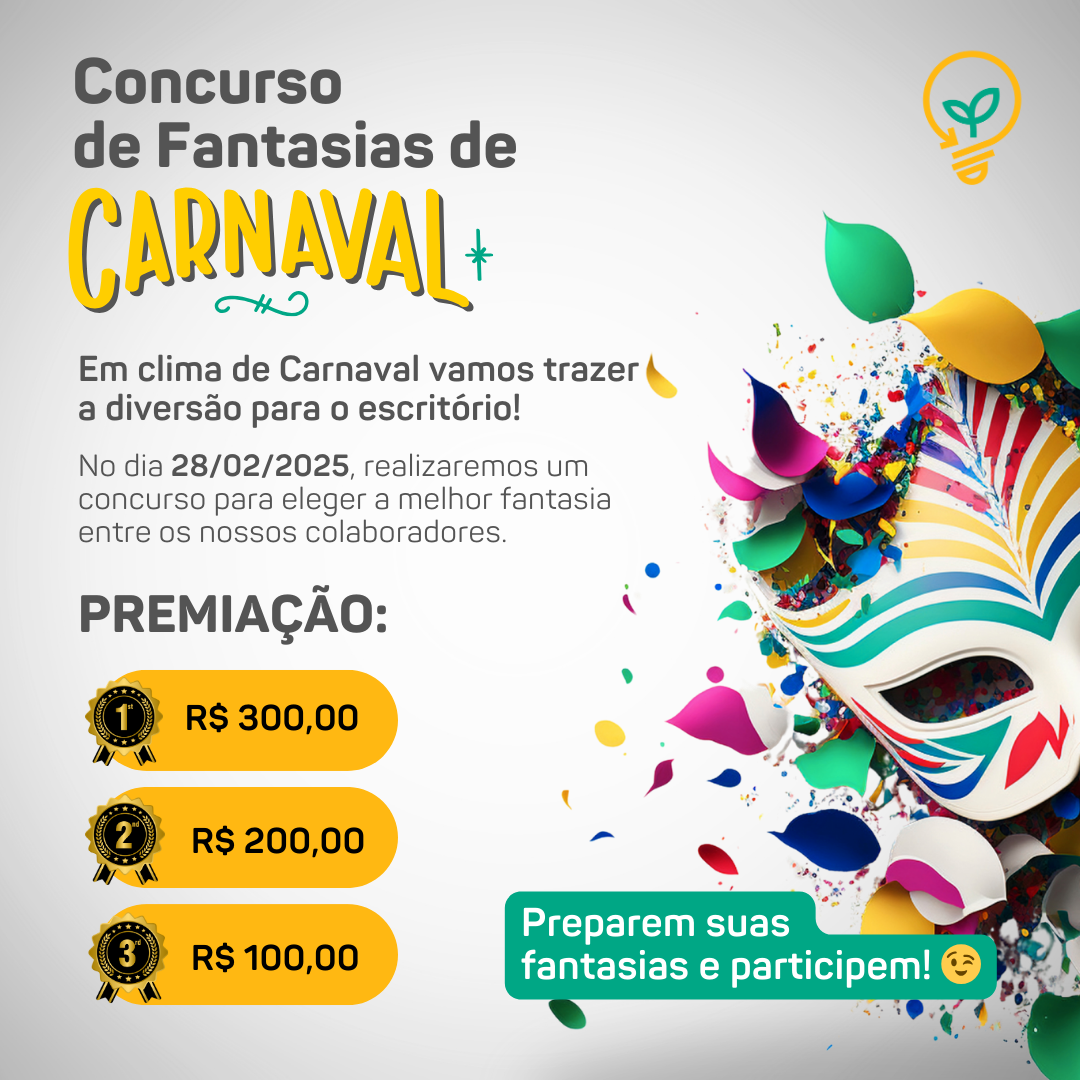 Concurso
de Fantasias de
CARNAVAL
Em clima de Carnaval vamos trazer
a diversão para o escritório!
No dia 28/02/2025, realizaremos um
concurso para eleger a melhor fantasia
entre os nossos colaboradores.
PREMIAÇÃO:
1st R$ 300,00
2nd R$ 200,00
3rd R$ 100,00
Preparem suas
fantasias e participem! 😉